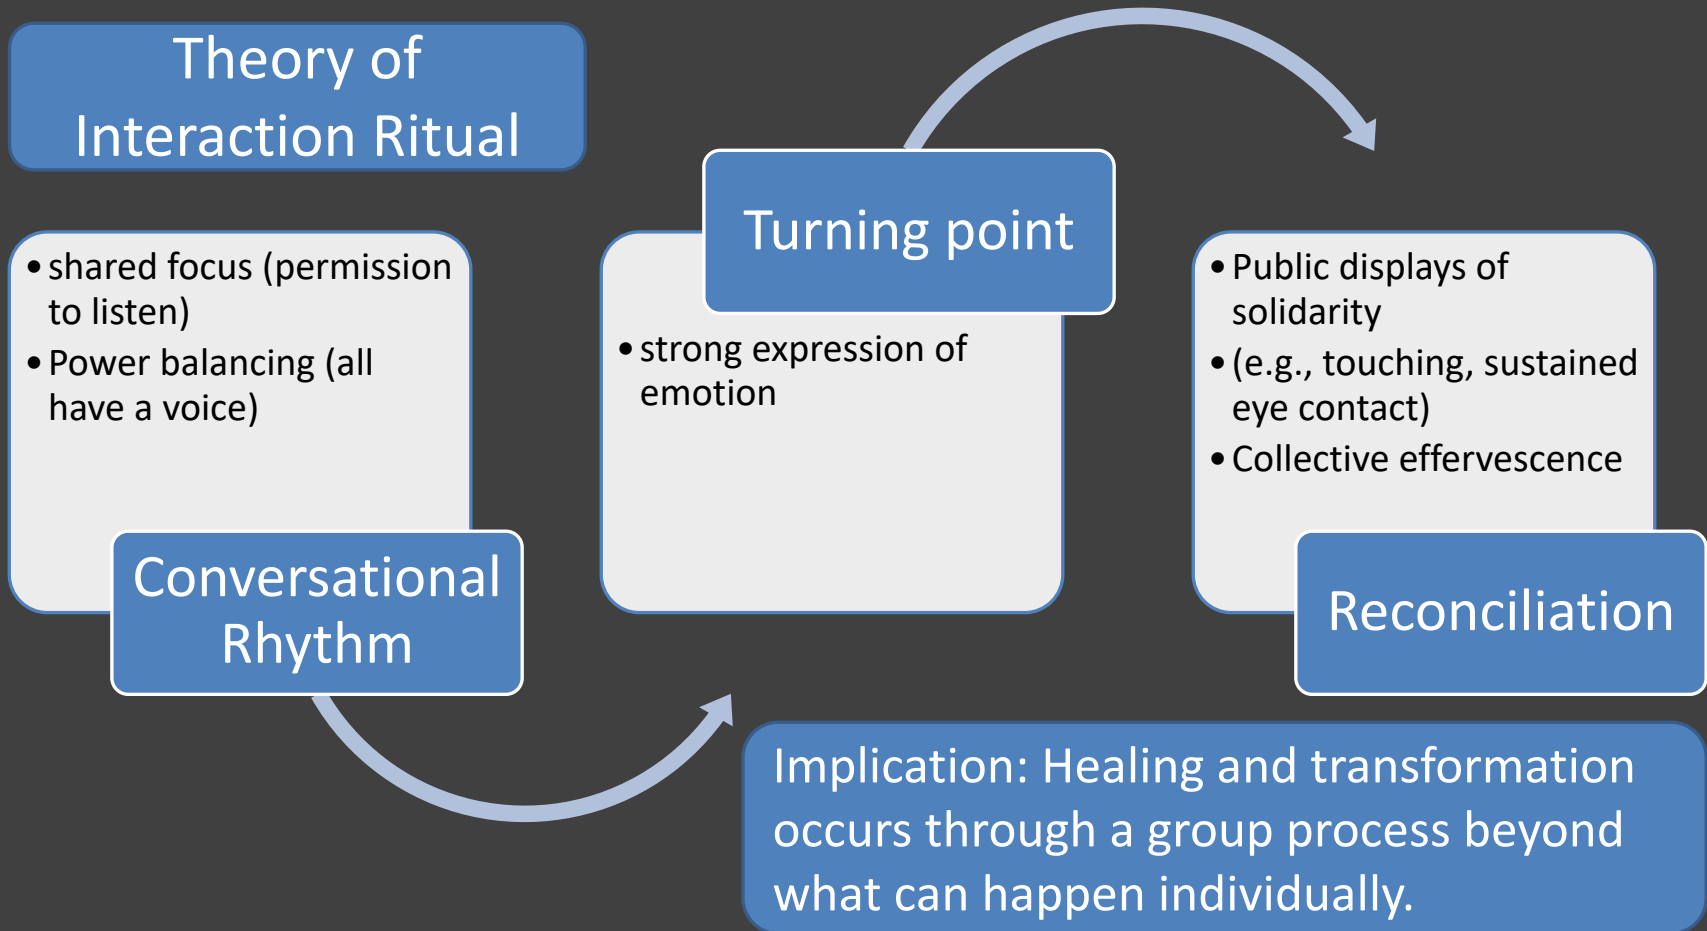 Theory of
Interaction Ritual
• shared focus (permission
to listen)
• Power balancing (all
have a voice)
Conversational
Rhythm
Turning point
• strong expression of
emotion
• Public displays of
solidarity
• (e.g., touching, sustained
eye contact)
• Collective effervescence
Reconciliation
Implication: Healing and transformation
occurs through a group process beyond
what can happen individually.